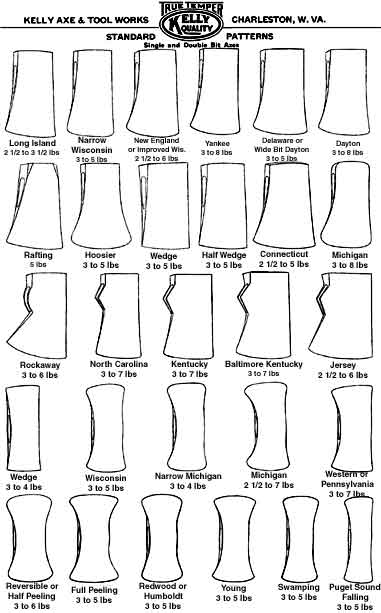 TRUE TEMPER
KELLY AXE & TOOL WORKS
KELLY
QUALITY
CHARLESTON, W. VA.
STANDARD PATTERNS
Single and Double Bit Axes
Long Island
2 1/2 to 3 1/2 lbs
Narrow
Wisconsin
3 to 5 lbs
New England
or Improved Wis.
2 1/2 to 6 lbs
Yankee
3 to 8 lbs
Delaware or
Wide Bit Dayton
3 to 5 lbs
Dayton
3 to 8 lbs
Rafting
5 lbs
Hoosier
3 to 5 lbs
Wedge
3 to 5 lbs
Half Wedge
3 to 5 lbs
Connecticut
2 1/2 to 5 lbs
Michigan
3 to 8 lbs
Rockaway
3 to 6 lbs
North Carolina
3 to 7 lbs
Kentucky
3 to 7 lbs
Baltimore Kentucky
3 to 7 lbs
Jersey
2 1/2 to 6 lbs
Wedge
3 to 4 lbs
Wisconsin
3 to 5 lbs
Narrow Michigan
3 to 4 lbs
Michigan
2 1/2 to 7 lbs
Western or
Pennsylvania
3 to 7 lbs
Reversible or
Half Peeling
3 to 6 lbs
Full Peeling
3 to 5 lbs
Redwood or
Humboldt
3 to 5 lbs
Young
3 to 5 lbs
Swamping
3 to 5 lbs
Puget Sound
Falling
3 to 5 lbs